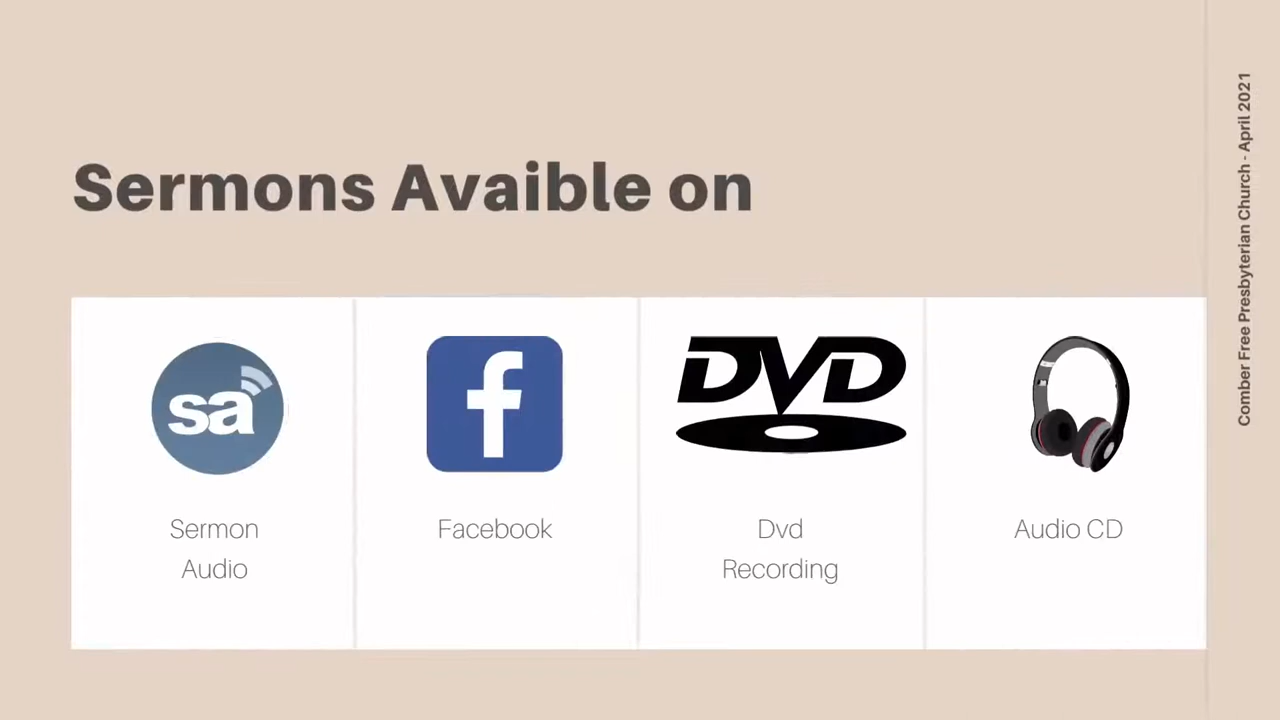 Sermons Avaible on
sa
Sermon
Audio
f
Facebook
DVD
Dvd
Recording
Audio CD
Comber Free Presbyterian Church - April 2021